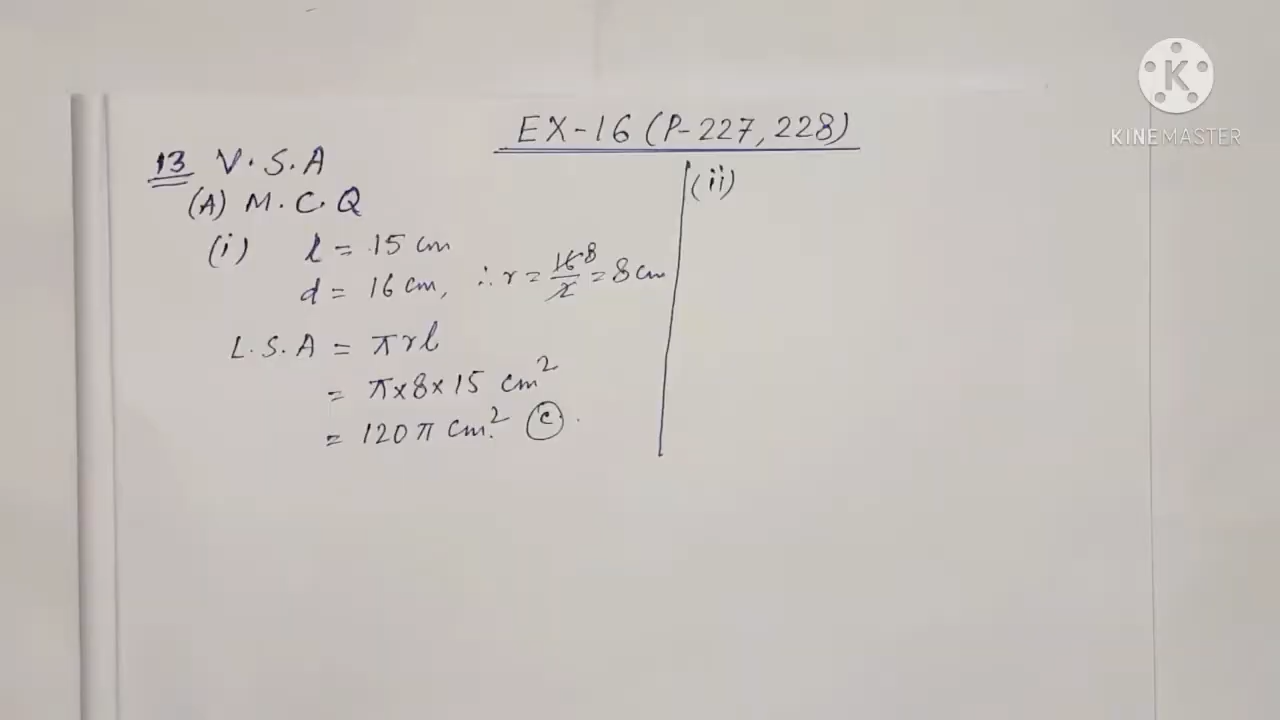 EX-16 (P-227, 228)
13 V.S.A
(A) M.C.Q
(i) l = 15 cm
d = 16 cm, ∴ r = 16/2 8 = 8 cm
L.S.A = πrl
= π×8×15 cm²
= 120π cm². (c)
(ii)
K
KINEMASTER